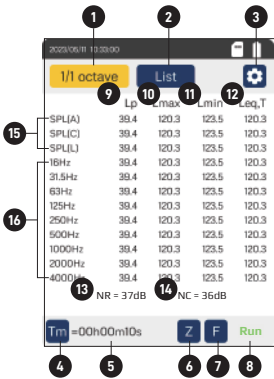 1 2 3
2023/05/11 10:33:00
1/1 octave List
9 10 11 12
Lp Lmax Lmin Leq,T
15
SPL(A) 39.4 120.3 123.5 120.3
SPL(C) 39.4 120.3 123.5 120.3
SPL(L) 39.4 120.3 123.5 120.3
16Hz 39.4 120.3 123.5 120.3
31.5Hz 39.4 120.3 123.5 120.3
63Hz 39.4 120.3 123.5 120.3
125Hz 39.4 120.3 123.5 120.3
16
250Hz 39.4 120.3 123.5 120.3
500Hz 39.4 120.3 123.5 120.3
1000Hz 39.4 120.3 123.5 120.3
2000Hz 39.4 120.3 123.5 120.3
4000Hz 39.4 120.3 123.5 120.3
13 14
NR = 37dB NC = 36dB
Tm =00h00m10s Z F Run
4 5 6 7 8